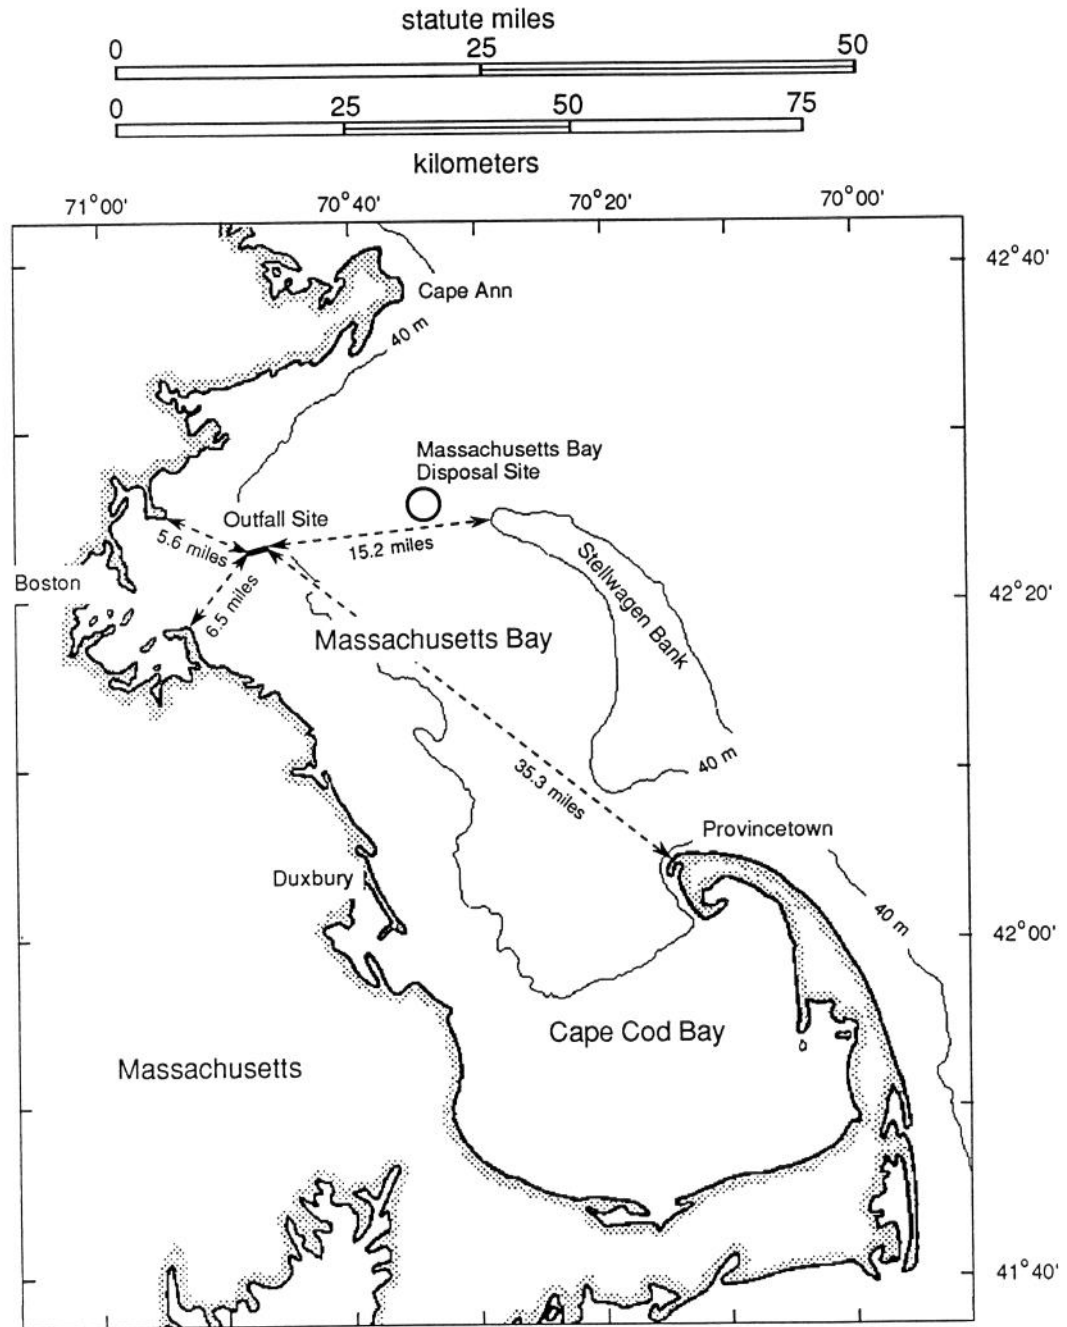 statute miles
0 25 50
0 25 50 75
kilometers
71°00' 70°40' 70°20' 70°00'
42°40'
Cape Ann
40 m
Massachusetts Bay
Disposal Site
Outfall Site
5.6 miles
15.2 miles
Stellwagen Bank
Boston
6.5 miles
42°20'
Massachusetts Bay
40 m
35.3 miles
Provincetown
Duxbury
40 m
42°00'
Cape Cod Bay
Massachusetts
41°40'